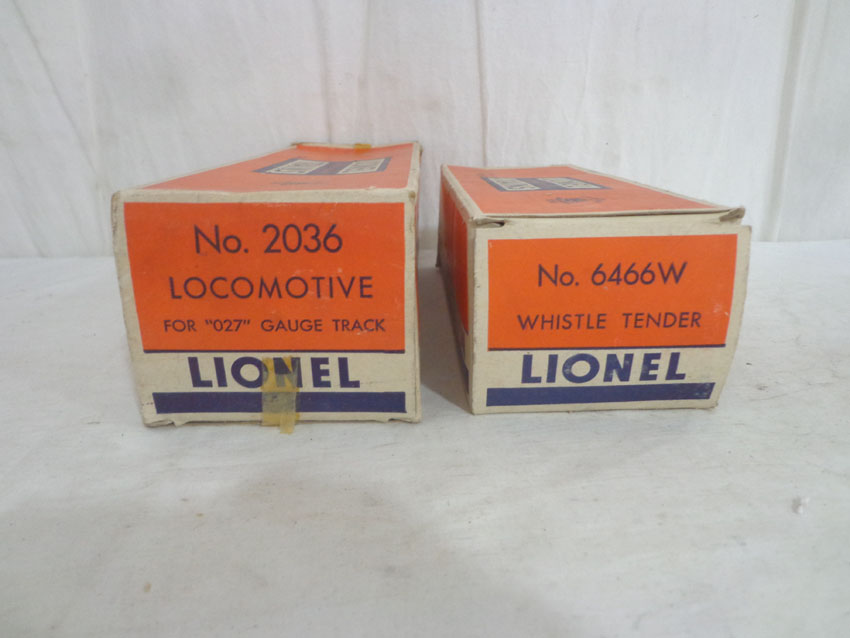 No. 2036
LOCOMOTIVE
FOR "027" GAUGE TRACK
LIONEL
No. 6466W
WHISTLE TENDER
LIONEL